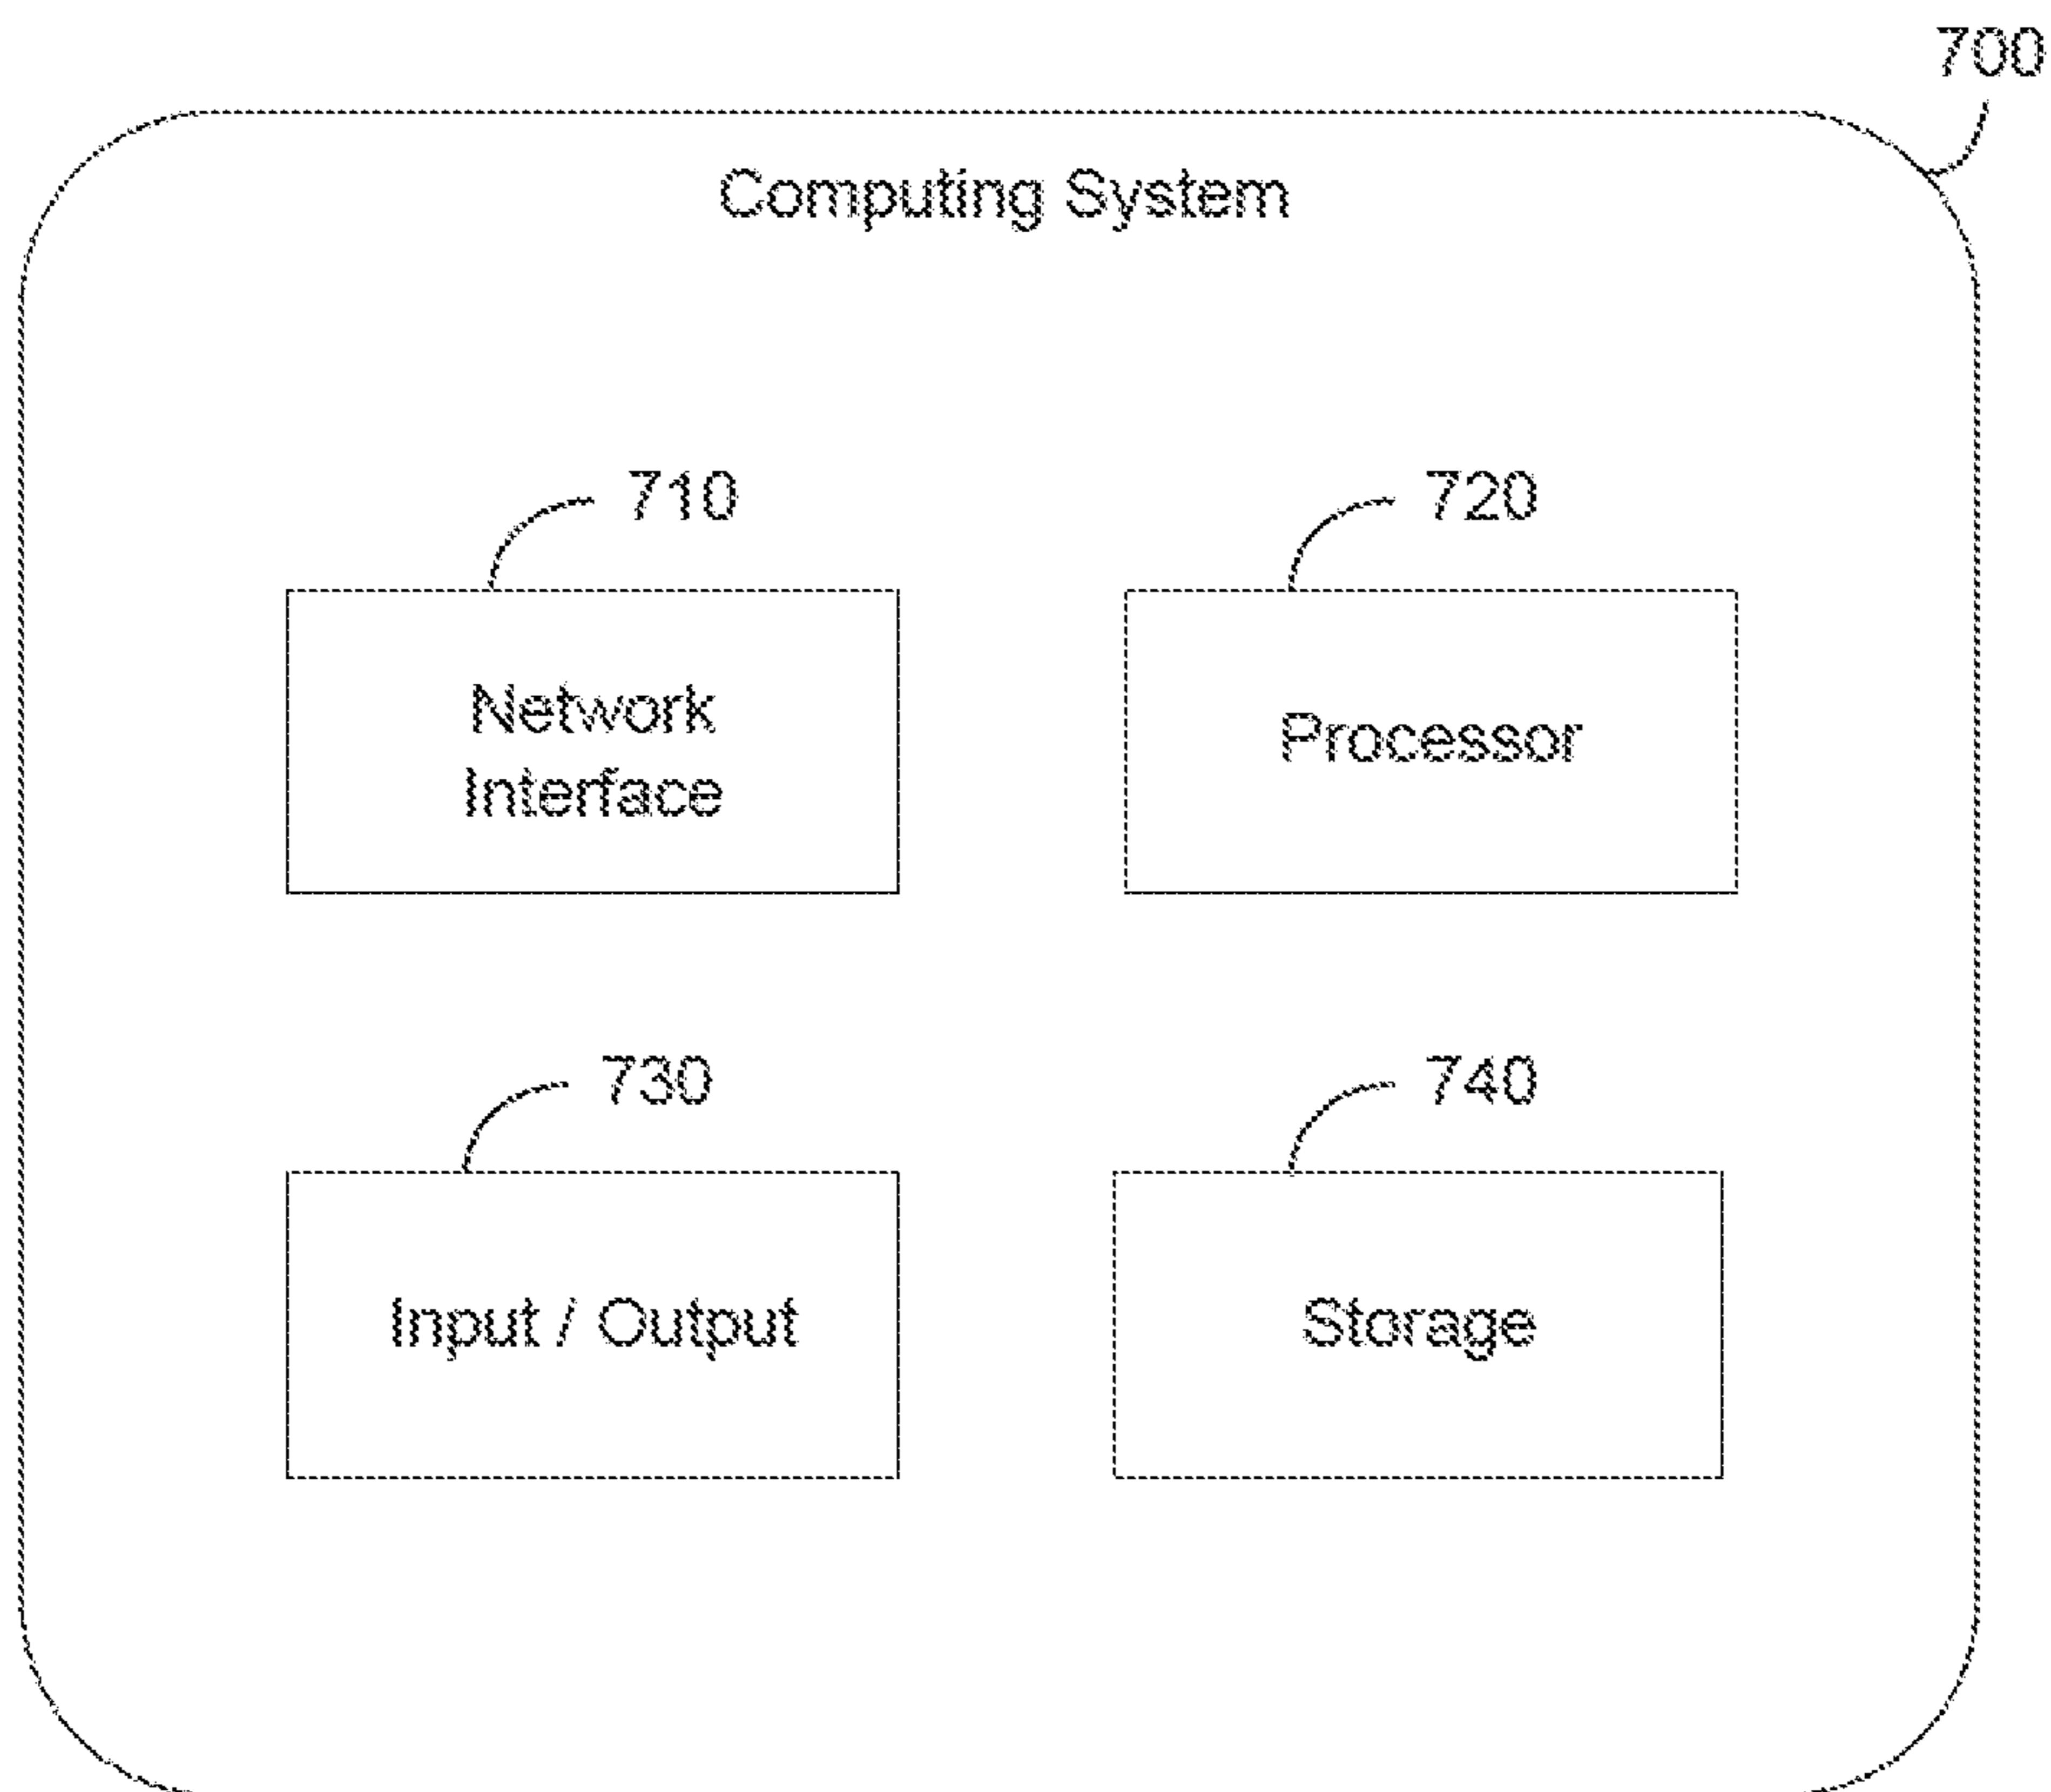 700
Computing System
710
720
Network
Interface
Processor
730
740
Input / Output
Storage